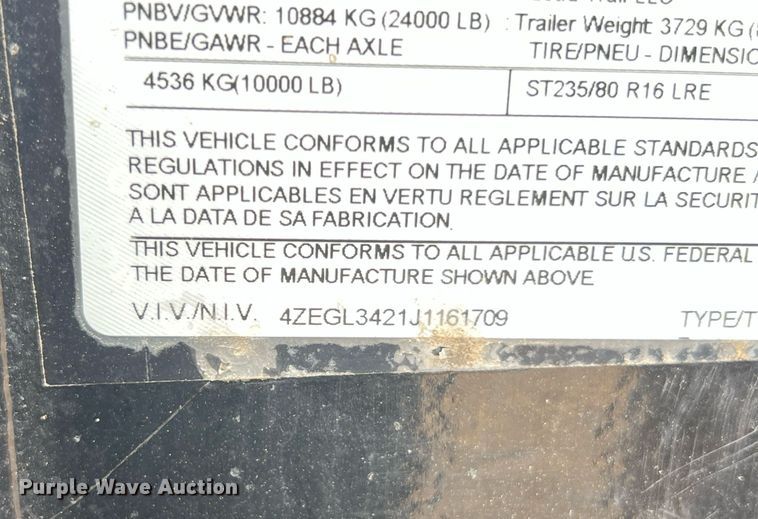 PNBV/GVWR: 10884 KG (24000 LB) : Trailer Weight 3729 KG (
PNBE/GAWR - EACH AXLE TIRE/PNEU - DIMENSIO
4536 KG(10000 LB) ST235/80 R16 LRE
THIS VEHICLE CONFORMS TO ALL APPLICABLE STANDARDS
REGULATIONS IN EFFECT ON THE DATE OF MANUFACTURE /
SONT APPLICABLES EN VERTU REGLEMENT SUR LA SECURIT
A LA DATA DE SA FABRICATION.
THIS VEHICLE CONFORMS TO ALL APPLICABLE U.S. FEDERAL
THE DATE OF MANUFACTURE SHOWN ABOVE
V.I.V./N.I.V. 4ZEGL3421J1161709 TYPE/T
Purple Wave Auction